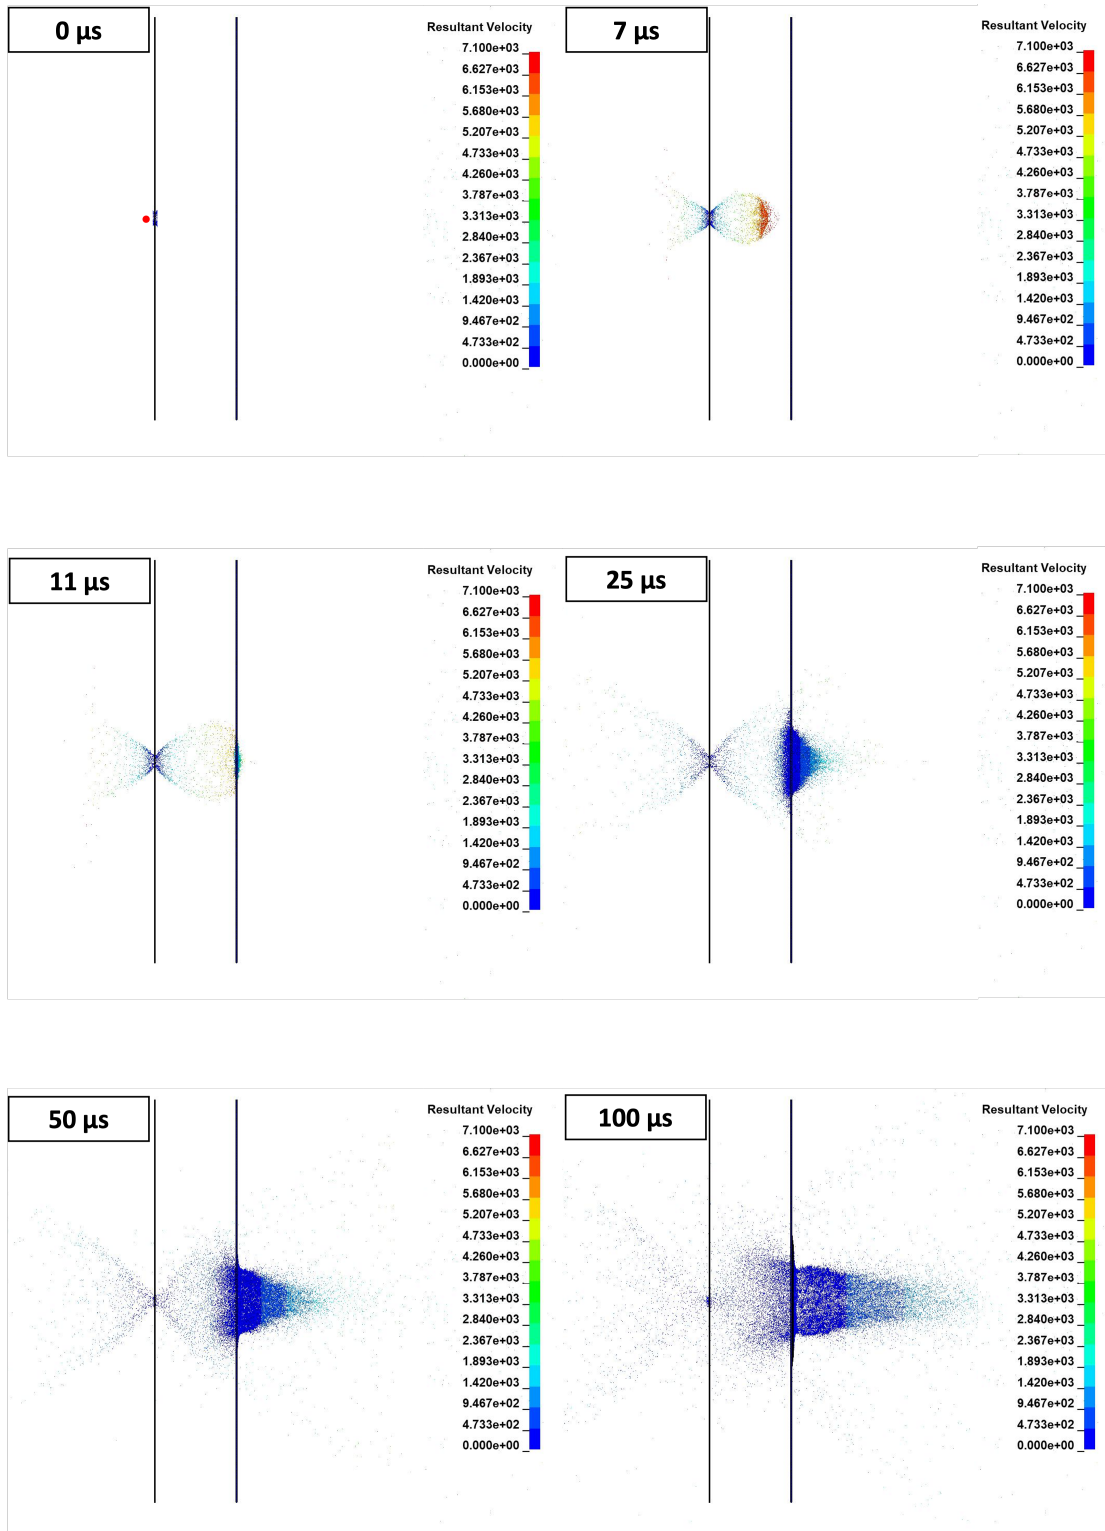 0 µs
Resultant Velocity
7.100e+03
6.627e+03
6.153e+03
5.680e+03
5.207e+03
4.733e+03
4.260e+03
3.787e+03
3.313e+03
2.840e+03
2.367e+03
1.893e+03
1.420e+03
9.467e+02
4.733e+02
0.000e+00
7 µs
Resultant Velocity
7.100e+03
6.627e+03
6.153e+03
5.680e+03
5.207e+03
4.733e+03
4.260e+03
3.787e+03
3.313e+03
2.840e+03
2.367e+03
1.893e+03
1.420e+03
9.467e+02
4.733e+02
0.000e+00
11 µs
Resultant Velocity
7.100e+03
6.627e+03
6.153e+03
5.680e+03
5.207e+03
4.733e+03
4.260e+03
3.787e+03
3.313e+03
2.840e+03
2.367e+03
1.893e+03
1.420e+03
9.467e+02
4.733e+02
0.000e+00
25 µs
Resultant Velocity
7.100e+03
6.627e+03
6.153e+03
5.680e+03
5.207e+03
4.733e+03
4.260e+03
3.787e+03
3.313e+03
2.840e+03
2.367e+03
1.893e+03
1.420e+03
9.467e+02
4.733e+02
0.000e+00
50 µs
Resultant Velocity
7.100e+03
6.627e+03
6.153e+03
5.680e+03
5.207e+03
4.733e+03
4.260e+03
3.787e+03
3.313e+03
2.840e+03
2.367e+03
1.893e+03
1.420e+03
9.467e+02
4.733e+02
0.000e+00
100 µs
Resultant Velocity
7.100e+03
6.627e+03
6.153e+03
5.680e+03
5.207e+03
4.733e+03
4.260e+03
3.787e+03
3.313e+03
2.840e+03
2.367e+03
1.893e+03
1.420e+03
9.467e+02
4.733e+02
0.000e+00